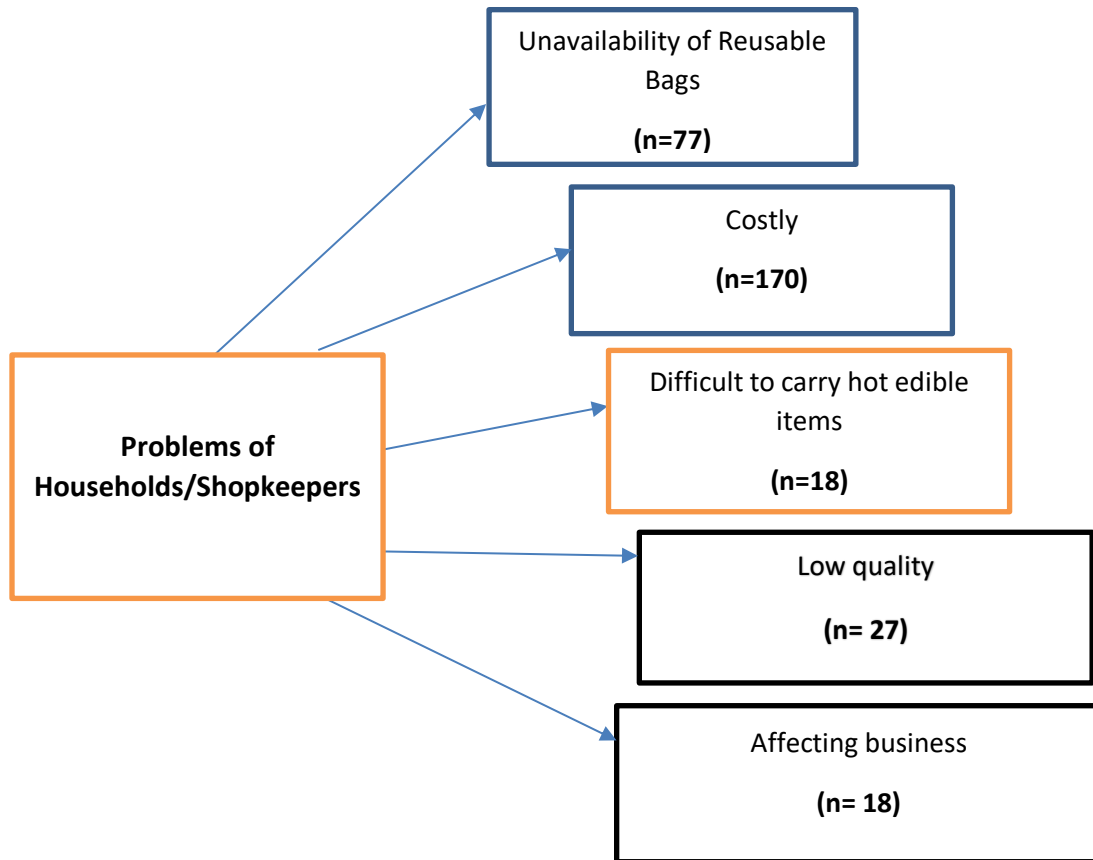 Unavailability of Reusable
Bags
(n=77)
Costly
(n=170)
Difficult to carry hot edible
items
(n=18)
Problems of
Households/Shopkeepers
Low quality
(n= 27)
Affecting business
(n= 18)